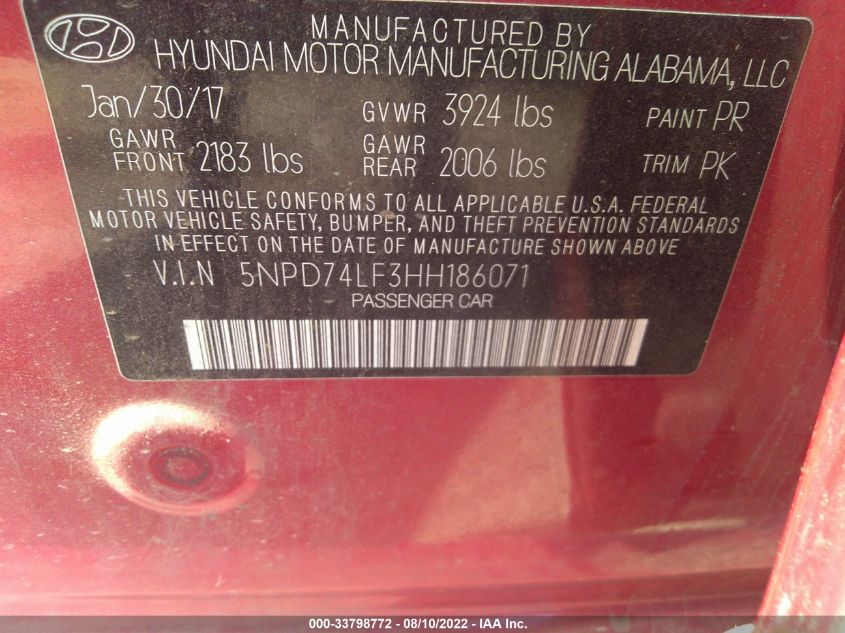 MANUFACTURED BY
HYUNDAI MOTOR MANUFACTURING ALABAMA, LLC
Jan/30/17 GVWR 3924 lbs PAINT PR
GAWR FRONT 2183 lbs GAWR REAR 2006 lbs TRIM PK
THIS VEHICLE CONFORMS TO ALL APPLICABLE U.S.A. FEDERAL
MOTOR VEHICLE SAFETY, BUMPER, AND THEFT PREVENTION STANDARDS
IN EFFECT ON THE DATE OF MANUFACTURE SHOWN ABOVE
V.I.N 5NPD74LF3HH186071
PASSENGER CAR
000-33798772 - 08/10/2022 - IAA Inc.